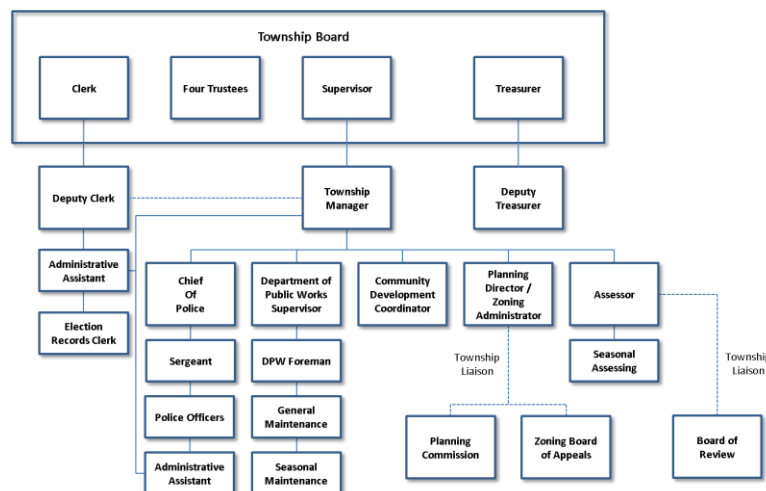 Township Board
Clerk
Four Trustees
Supervisor
Treasurer
Deputy Clerk
Township
Manager
Deputy
Treasurer
Administrative
Assistant
Election
Records Clerk
Chief
Of
Police
Department of
Public Works
Supervisor
Community
Development
Coordinator
Planning
Director /
Zoning
Administrator
Assessor
Sergeant
DPW Foreman
Township
Liaison
Seasonal
Assessing
Townshi
Liaison
Police Officers
General
Maintenance
Planning
Commission
Zoning Board
of Appeals
Board of
Review
Administrative
Assistant
Seasonal
Maintenance